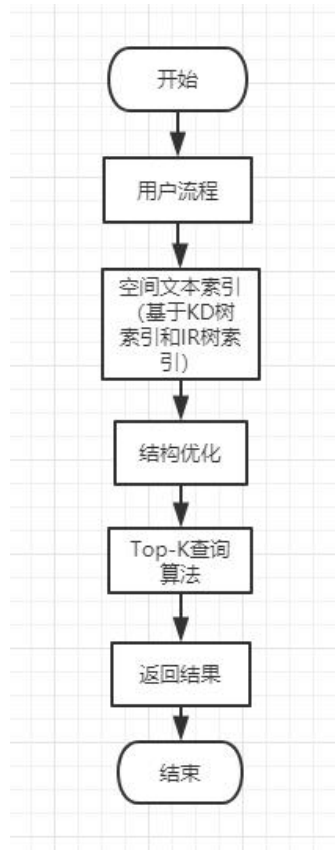 开始
用户流程
空间文本索引
（基于KD树
索引和IR树索
引）
结构优化
Top-K查询
算法
返回结果
结束